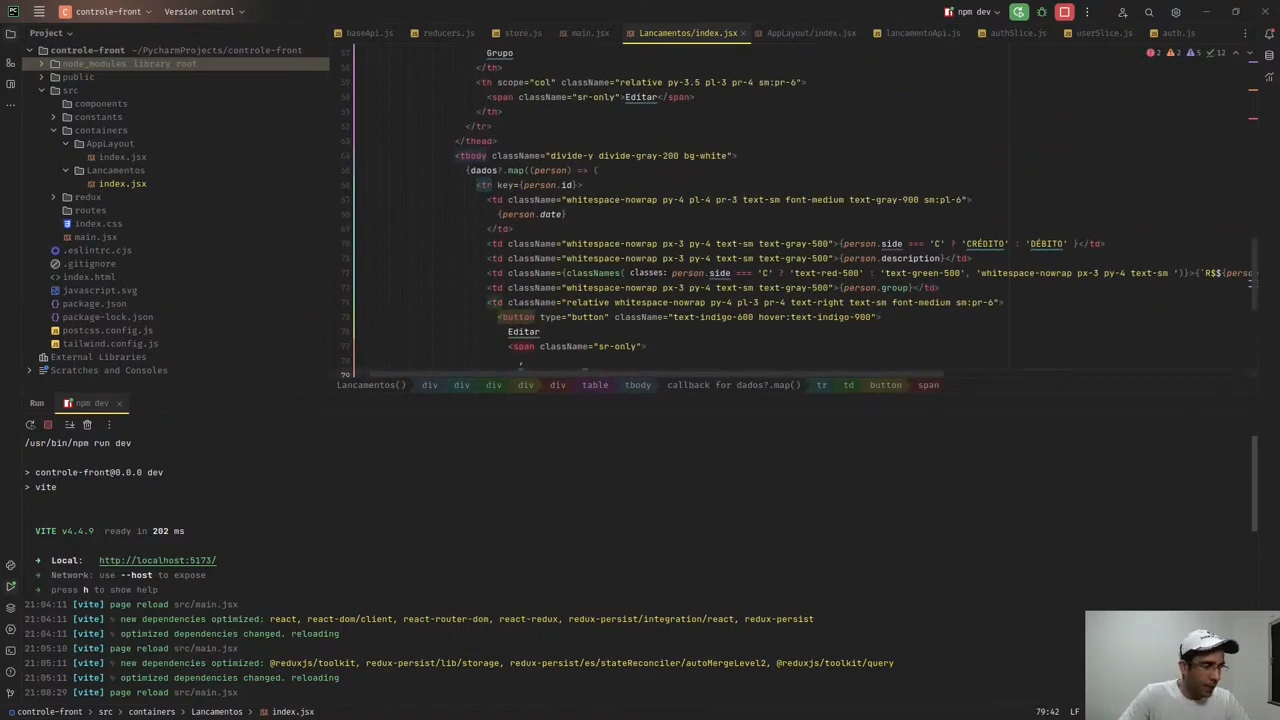 PC
C controle-front
Version control
npm dev
Project
baseApi.js
reducers.js
store.js
main.jsx
Lancamentos/index.jsx
AppLayout/index.jsx
lancamentoApi.js
authSlice.js
userSlice.js
auth.js
controle-front ~/PycharmProjects/controle-front
node_modules library root
public
src
components
constants
containers
AppLayout
index.jsx
Lancamentos
index.jsx
redux
routes
index.css
main.jsx
.eslintrc.cjs
.gitignore
index.html
javascript.svg
package.json
package-lock.json
postcss.config.js
tailwind.config.js
External Libraries
Scratches and Consoles
2 2 5 12
57 Grupo
</th>
<th scope="col" className="relative py-3.5 pl-3 pr-4 sm:pr-6">
<span className="sr-only">Editar</span>
</th>
62 </tr>
63 </thead>
<tbody className="divide-y divide-gray-200 bg-white">
{dados?.map((person) => (
<tr key={person.id}>
<td className="whitespace-nowrap py-4 pl-4 pr-3 text-sm font-medium text-gray-900 sm:pl-6">
{person.date}
</td>
70 <td className="whitespace-nowrap px-3 py-4 text-sm text-gray-500">{person.side === 'C' ? 'CRÉDITO' : 'DÉBITO' }</td>
<td className="whitespace-nowrap px-3 py-4 text-sm text-gray-500">{person.description}</td>
<td className={classNames( classes: person.side === 'C' ? 'text-red-500' : 'text-green-500', 'whitespace-nowrap px-3 py-4 text-sm ')}>{`R$${pers
<td className="whitespace-nowrap px-3 py-4 text-sm text-gray-500">{person.group}</td>
<td className="relative whitespace-nowrap py-4 pl-3 pr-4 text-right text-sm font-medium sm:pr-6">
<button type="button" className="text-indigo-600 hover:text-indigo-900">
Editar
<span className="sr-only">
79 ,
Lancamentos() div div div div div table tbody callback for dados?.map() tr td button span
Run npm dev
/usr/bin/npm run dev
> controle-front@0.0.0 dev
> vite
VITE v4.4.9 ready in 202 ms
➜ Local: http://localhost:5173/
➜ Network: use --host to expose
➜ press h to show help
21:04:11 [vite] page reload src/main.jsx
21:04:11 [vite] ✨ new dependencies optimized: react, react-dom/client, react-router-dom, react-redux, redux-persist/integration/react, redux-persist
21:04:11 [vite] ✨ optimized dependencies changed. reloading
21:05:10 [vite] page reload src/main.jsx
21:05:11 [vite] ✨ new dependencies optimized: @reduxjs/toolkit, redux-persist/lib/storage, redux-persist/es/stateReconciler/autoMergeLevel2, @reduxjs/toolkit/query
21:05:11 [vite] ✨ optimized dependencies changed. reloading
21:08:29 [vite] page reload src/main.jsx
controle-front > src > containers > Lancamentos > index.jsx
79:42 LF